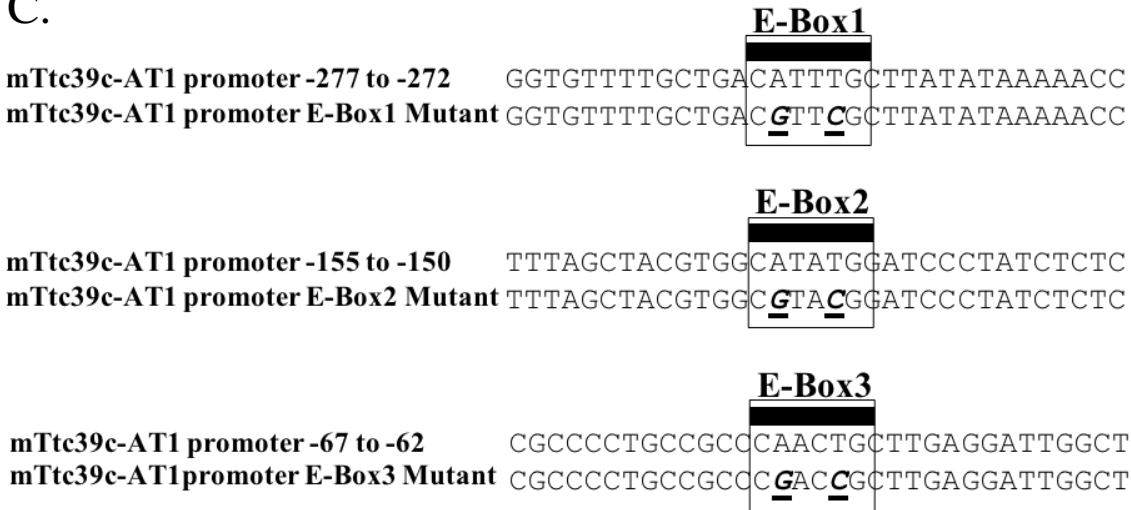 C.
E-Box1
mTtc39c-AT1 promoter -277 to -272 GGTGTTTTGCTGACATTTGCTTATATAAAAACC
mTtc39c-AT1 promoter E-Box1 Mutant GGTGTTTTGCTGACGTTCGCTTATATAAAAACC
E-Box2
mTtc39c-AT1 promoter -155 to -150 TTTAGCTACGTGGCATATGGATCCCTATCTCTC
mTtc39c-AT1 promoter E-Box2 Mutant TTTAGCTACGTGGCGTACGGATCCCTATCTCTC
E-Box3
mTtc39c-AT1 promoter -67 to -62 CGCCCCTGCCGCCCAACTGCTTGAGGATTGGCT
mTtc39c-AT1promoter E-Box3 Mutant CGCCCCTGCCGCCCGACCGCTTGAGGATTGGCT